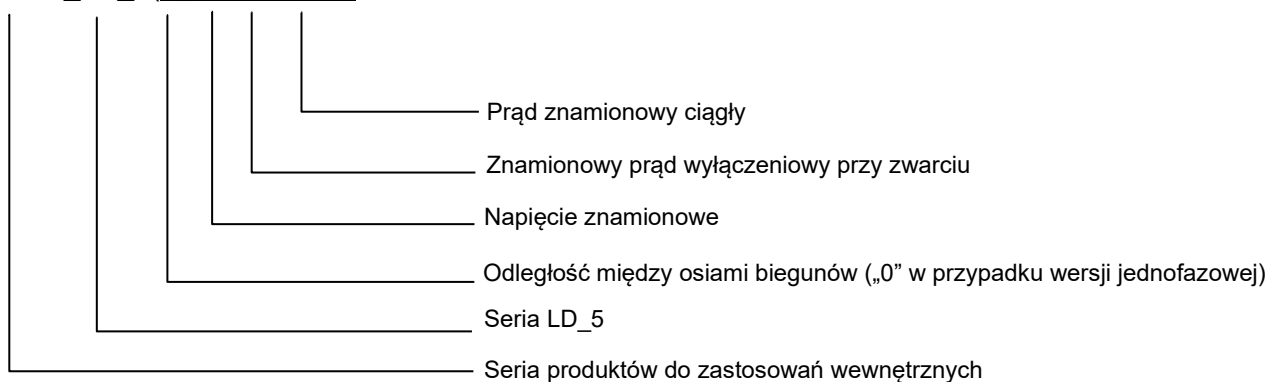 Prąd znamionowy ciągły
Znamionowy prąd wyłączeniowy przy zwarciu
Napięcie znamionowe
Odległość między osiami biegunów („0” w przypadku wersji jednofazowej)
Seria LD_5
Seria produktów do zastosowań wewnętrznych